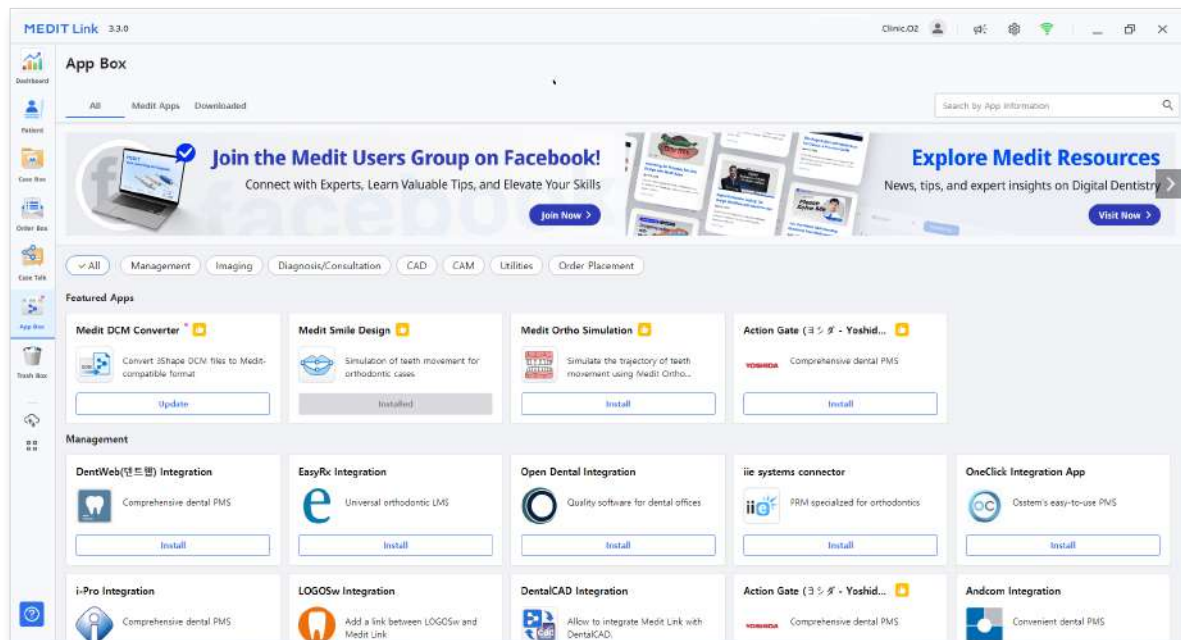 MEDIT Link 3.3.0
Clinic.02
App Box
All Medit Apps Downloaded
Search by App Information
Join the Medit Users Group on Facebook!
Connect with Experts, Learn Valuable Tips, and Elevate Your Skills
Join Now >
Explore Medit Resources
News, tips, and expert insights on Digital Dentistry
Visit Now >
Dashboard
Patient
Case Box
Order Box
Case Talk
App Box
Trash Box
All Management Imaging Diagnosis/Consultation CAD CAM Utilities Order Placement
Featured Apps
Medit DCM Converter
Convert 3Shape DCM files to Medit-
compatible format
Update
Medit Smile Design
Simulation of teeth movement for
orthodontic cases
Installed
Medit Ortho Simulation
Simulate the trajectory of teeth
movement using Medit Ortho...
Install
Action Gate (ヨシダ - Yoshid...
YOSHIDA
Comprehensive dental PMS
Install
Management
DentWeb(덴트웹) Integration
Comprehensive dental PMS
Install
EasyRx Integration
Universal orthodontic LMS
Install
Open Dental Integration
Quality software for dental offices
Install
iie systems connector
iie
PRM specialized for orthodontics
Install
OneClick Integration App
OC
Osstem's easy-to-use PMS
Install
i-Pro Integration
Comprehensive dental PMS
LOGOSw Integration
Add a link between LOGOSw and
Medit Link
DentalCAD Integration
Allow to integrate Medit Link with
DentalCAD.
Action Gate (ヨシダ - Yoshid...
YOSHIDA
Comprehensive dental PMS
Andcom Integration
Convenient dental PMS